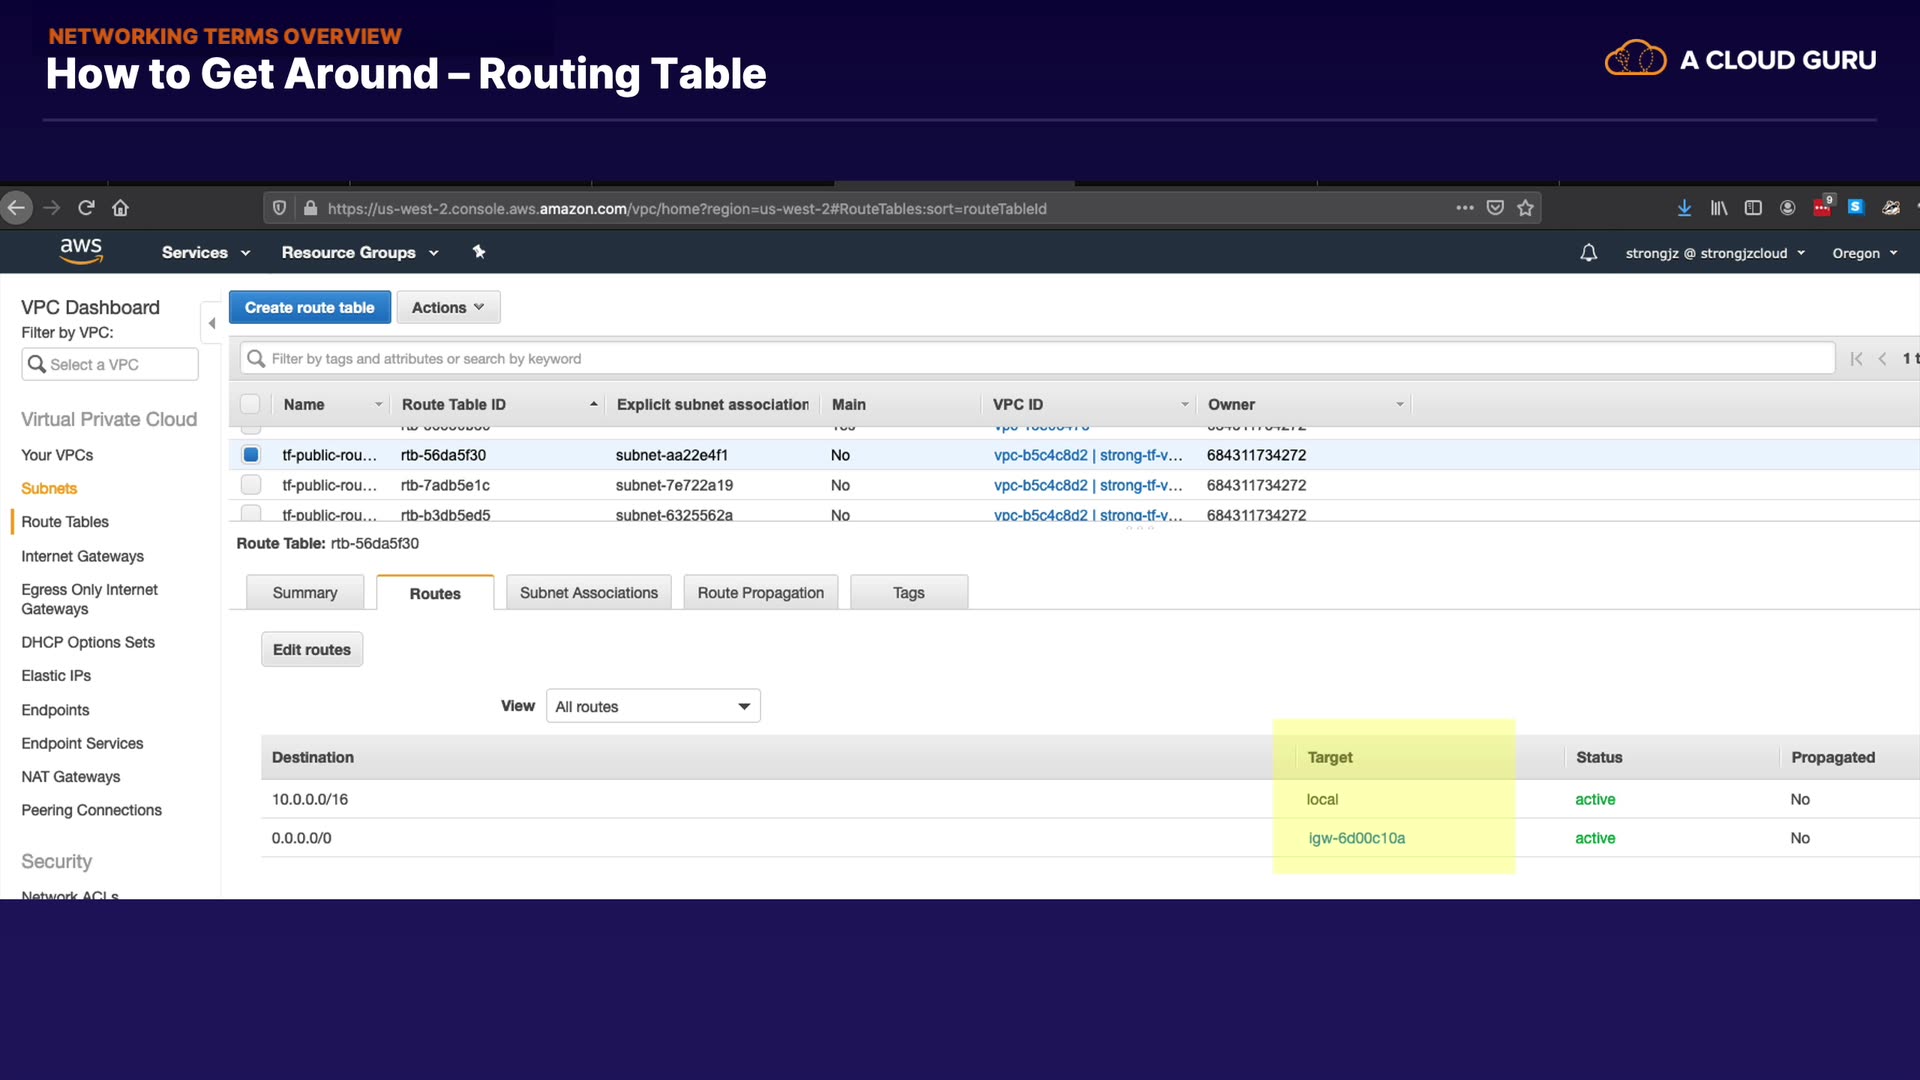 NETWORKING TERMS OVERVIEW
How to Get Around – Routing Table
A CLOUD GURU
https://us-west-2.console.aws.amazon.com/vpc/home?region=us-west-2#RouteTables:sort=routeTableId
9
S
aws
Services
Resource Groups
strongjz @ strongjzcloud
Oregon
VPC Dashboard
Filter by VPC:
Select a VPC
Create route table
Actions
Filter by tags and attributes or search by keyword
1 t
Name
Route Table ID
Explicit subnet association
Main
VPC ID
Owner
tf-public-rou... rtb-56da5f30 subnet-aa22e4f1 No vpc-b5c4c8d2 | strong-tf-v... 684311734272
tf-public-rou... rtb-7adb5e1c subnet-7e722a19 No vpc-b5c4c8d2 | strong-tf-v... 684311734272
tf-public-rou... rtb-b3db5ed5 subnet-6325562a No vpc-b5c4c8d2 | strong-tf-v... 684311734272
Virtual Private Cloud
Your VPCs
Subnets
Route Tables
Internet Gateways
Egress Only Internet
Gateways
DHCP Options Sets
Elastic IPs
Endpoints
Endpoint Services
NAT Gateways
Peering Connections
Security
Network ACLs
Route Table: rtb-56da5f30
Summary
Routes
Subnet Associations
Route Propagation
Tags
Edit routes
View
All routes
Destination Target Status Propagated
10.0.0.0/16 local active No
0.0.0.0/0 igw-6d00c10a active No